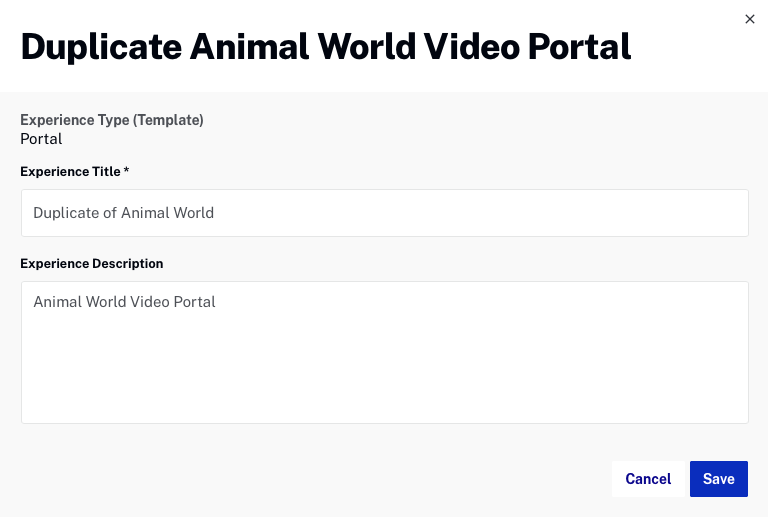 Duplicate Animal World Video Portal
Experience Type (Template)
Portal
Experience Title *
Duplicate of Animal World
Experience Description
Animal World Video Portal
Cancel Save